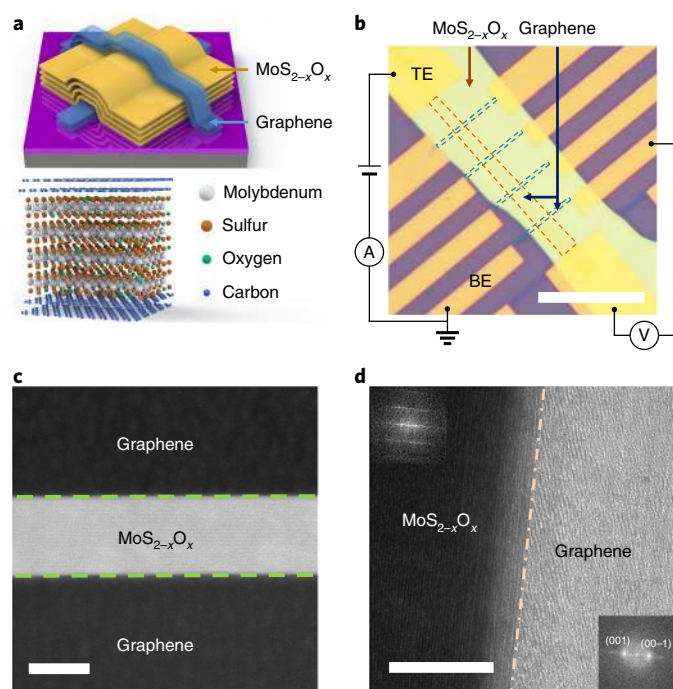 a
MoS2−xOx
Graphene
Molybdenum
Sulfur
Oxygen
Carbon
b
MoS2−xOx Graphene
TE
A
BE
V
c
Graphene
MoS2−xOx
Graphene
d
MoS2−xOx
Graphene
(001) (00−1)